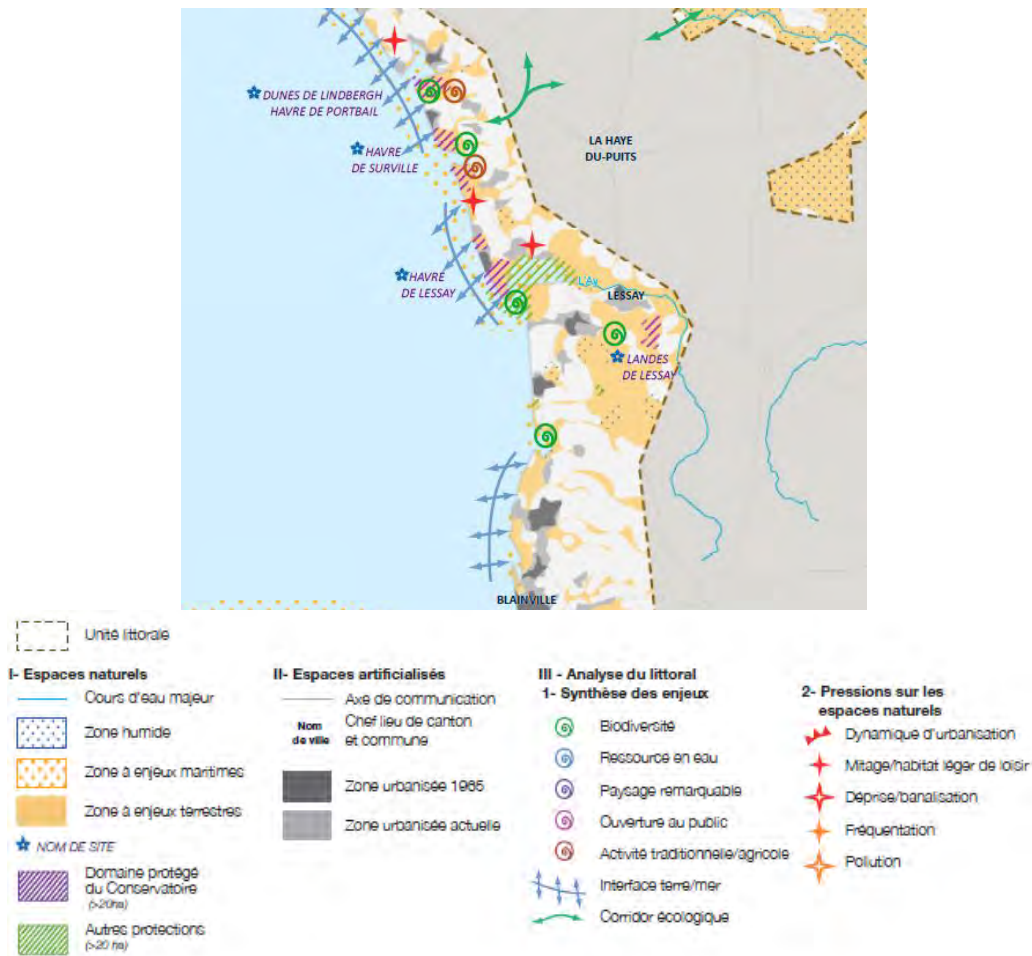 DUNES DE LINDBERGH
HAVRE DE PORTBAIL
HAVRE
DE SURVILLE
LA HAYE
DU-PUITS
HAVRE
DE LESSAY
L'Ay
LESSAY
LANDES
DE LESSAY
BLAINVILLE
Unité littorale
I- Espaces naturels
Cours d'eau majeur
Zone humide
Zone à enjeux maritimes
Zone à enjeux terrestres
NOM DE SITE
Domaine protégé
du Conservatoire
(>20ha)
Autres protections
(>20 ha)
II- Espaces artificialisés
Axe de communication
Nom
de ville
Chef lieu de canton
et commune
Zone urbanisée 1985
Zone urbanisée actuelle
III - Analyse du littoral
1- Synthèse des enjeux
Biodiversité
Ressource en eau
Paysage remarquable
Ouverture au public
Activité traditionnelle/agricole
Interface terre/mer
Corridor écologique
2- Pressions sur les
espaces naturels
Dynamique d'urbanisation
Mitage/habitat léger de loisir
Déprise/banalisation
Fréquentation
Pollution